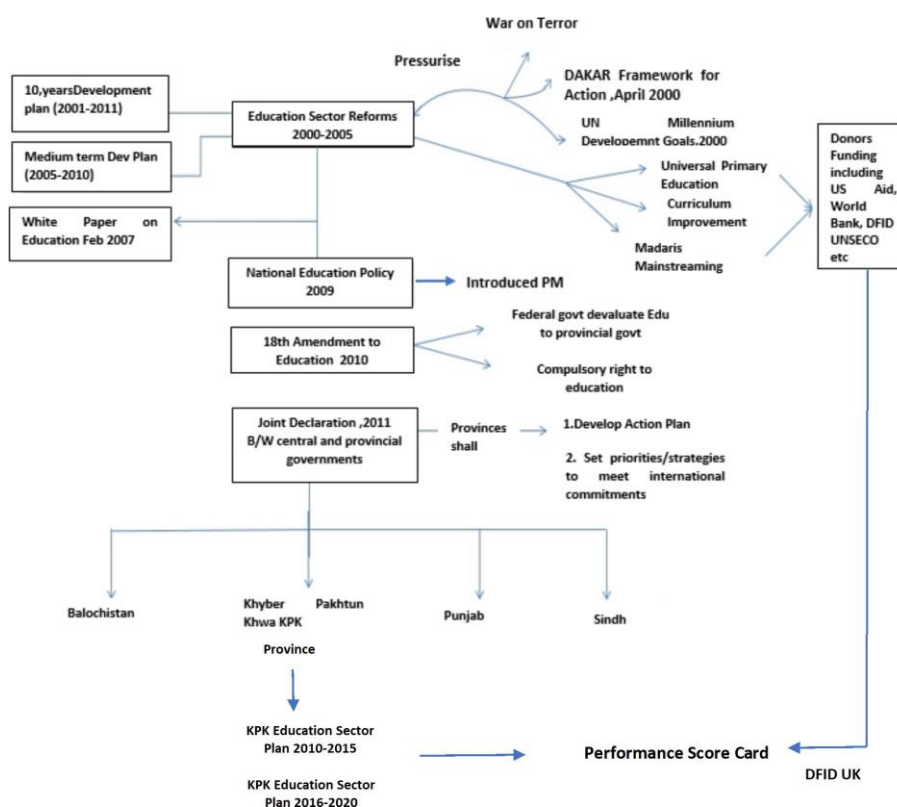 War on Terror
Pressurise
DAKAR Framework for
Action ,April 2000
UN Millennium
Developemnt Goals,2000
10,yearsDevelopment
plan (2001-2011)
Education Sector Reforms
2000-2005
Medium term Dev Plan
(2005-2010)
White Paper on
Education Feb 2007
Universal Primary
Education
Curriculum
Improvement
Madaris
Mainstreaming
Donors
Funding
including
US Aid,
World
Bank, DFID
UNSECO
etc
National Education Policy
2009
Introduced PM
18th Amendment to
Education 2010
Federal govt devaluate Edu
to provincial govt
Compulsory right to
education
Joint Declaration ,2011
B/W central and provincial
governments
Provinces
shall
1.Develop Action Plan
2. Set priorities/strategies
to meet international
commitments
Balochistan
Khyber Pakhtun
Khwa KPK
Province
Punjab
Sindh
KPK Education Sector
Plan 2010-2015
KPK Education Sector
Plan 2016-2020
Performance Score Card
DFID UK